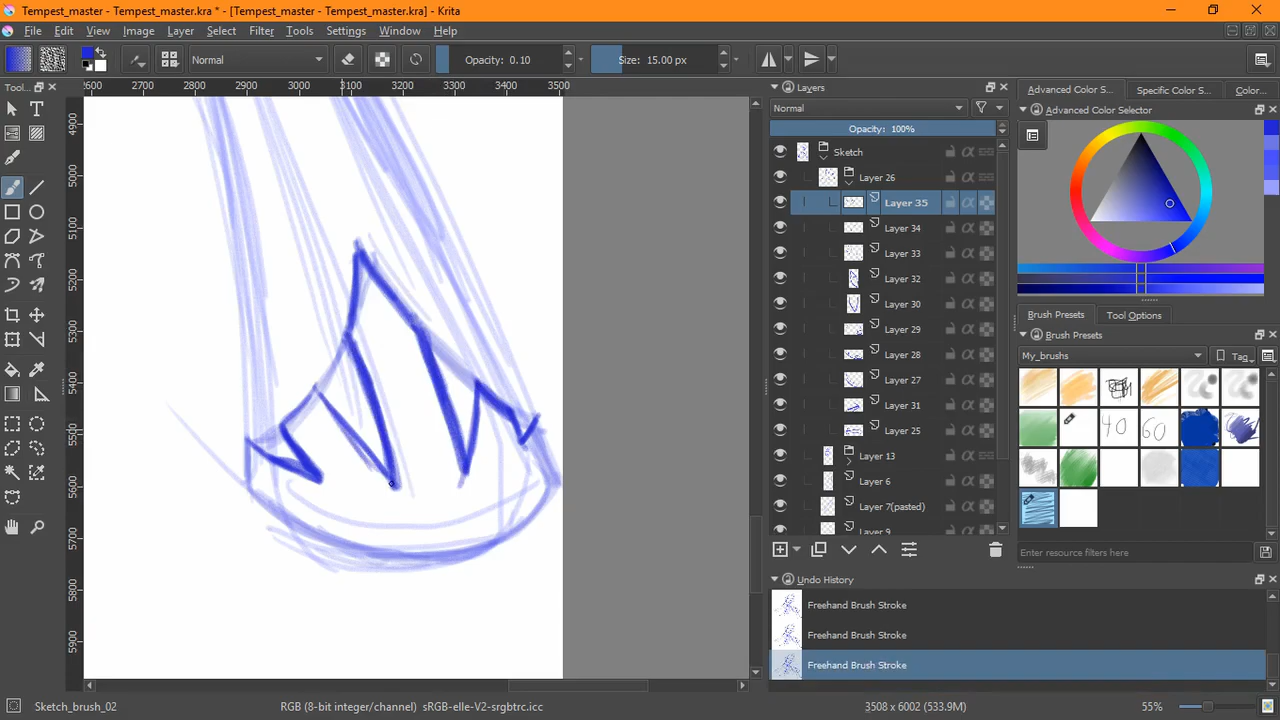 Tempest_master - Tempest_master.kra * - [Tempest_master - Tempest_master.kra] - Krita
File Edit View Image Layer Select Filter Tools Settings Window Help
Normal Opacity: 0.10 Size: 15.00 px
Tool...
2600 2700 2800 2900 3000 3100 3200 3300 3400 3500
4900
5000
5100
5200
5300
5400
5500
5600
5700
5800
5900
Layers
Normal
Opacity: 100%
Sketch
Layer 26
Layer 35
Layer 34
Layer 33
Layer 32
Layer 30
Layer 29
Layer 28
Layer 27
Layer 31
Layer 25
Layer 13
Layer 6
Layer 7(pasted)
Layer 9
Undo History
Freehand Brush Stroke
Freehand Brush Stroke
Freehand Brush Stroke
Advanced Color S... Specific Color S... Color...
Advanced Color Selector
Brush Presets Tool Options
Brush Presets
My_brushes Tag
40 60
Enter resource filters here
Sketch_brush_02 RGB (8-bit integer/channel) sRGB-elle-V2-srgbtrc.icc 3508 x 6002 (533.9M) 55%